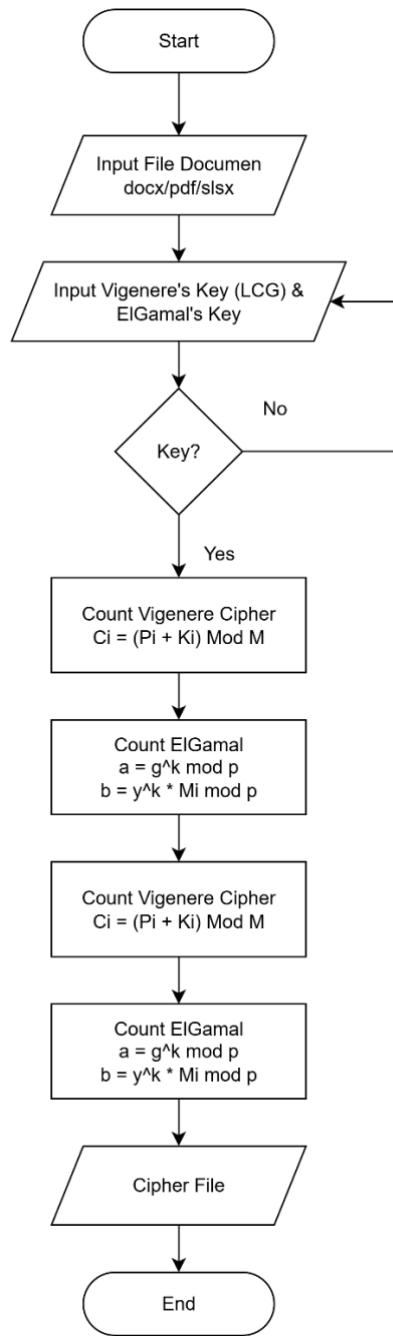 Start
Input File Documen
docx/pdf/slsx
Input Vigenere's Key (LCG) &
ElGamal's Key
No
Key?
Yes
Count Vigenere Cipher
Ci = (Pi + Ki) Mod M
Count ElGamal
a = g^k mod p
b = y^k * Mi mod p
Count Vigenere Cipher
Ci = (Pi + Ki) Mod M
Count ElGamal
a = g^k mod p
b = y^k * Mi mod p
Cipher File
End